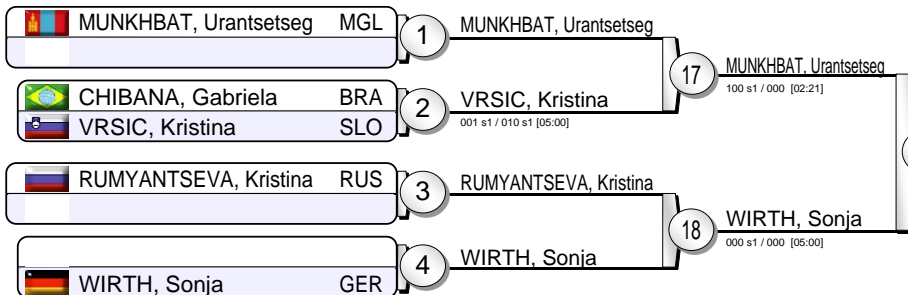 MUNKHBAT, Urantsetseg MGL
1
MUNKHBAT, Urantsetseg
17
MUNKHBAT, Urantsetseg
100 s1 / 000 [02:21]
CHIBANA, Gabriela BRA
VRSIC, Kristina SLO
2
VRSIC, Kristina
001 s1 / 010 s1 [05:00]
RUMYANTSEVA, Kristina RUS
3
RUMYANTSEVA, Kristina
18
WIRTH, Sonja
000 s1 / 000 [05:00]
WIRTH, Sonja GER
4
WIRTH, Sonja